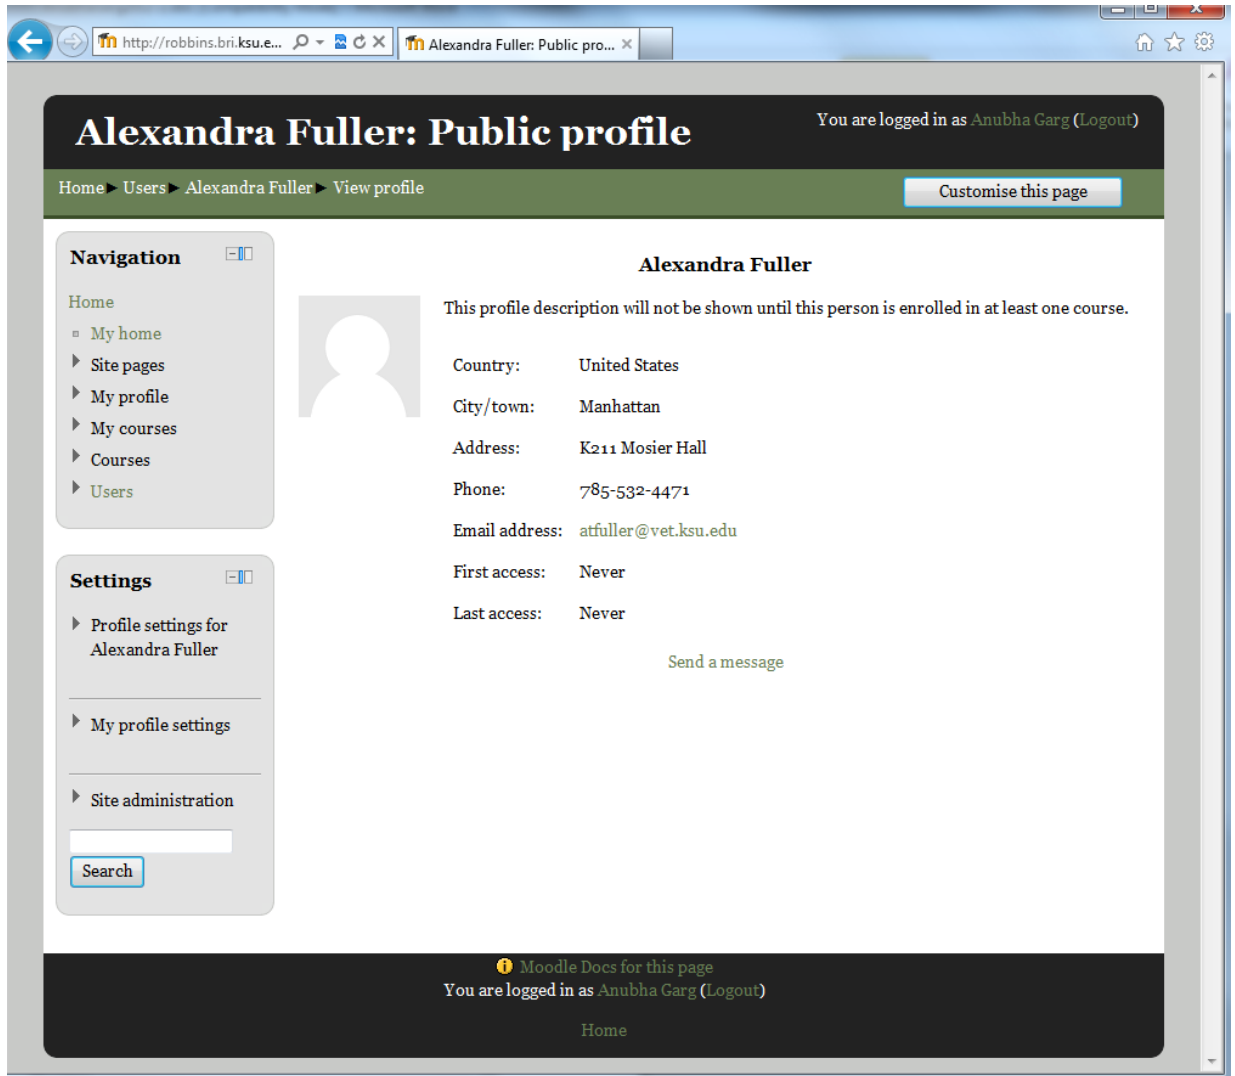 http://robbins.bri.ksu.e...
Alexandra Fuller: Public pro...
Alexandra Fuller: Public profile
You are logged in as Anubha Garg (Logout)
Home ► Users ► Alexandra Fuller ► View profile
Customise this page
Navigation
Home
My home
Site pages
My profile
My courses
Courses
Users
Settings
Profile settings for
Alexandra Fuller
My profile settings
Site administration
Search
Alexandra Fuller
This profile description will not be shown until this person is enrolled in at least one course.
Country: United States
City/town: Manhattan
Address: K211 Mosier Hall
Phone: 785-532-4471
Email address: atfuller@vet.ksu.edu
First access: Never
Last access: Never
Send a message
Moodle Docs for this page
You are logged in as Anubha Garg (Logout)
Home